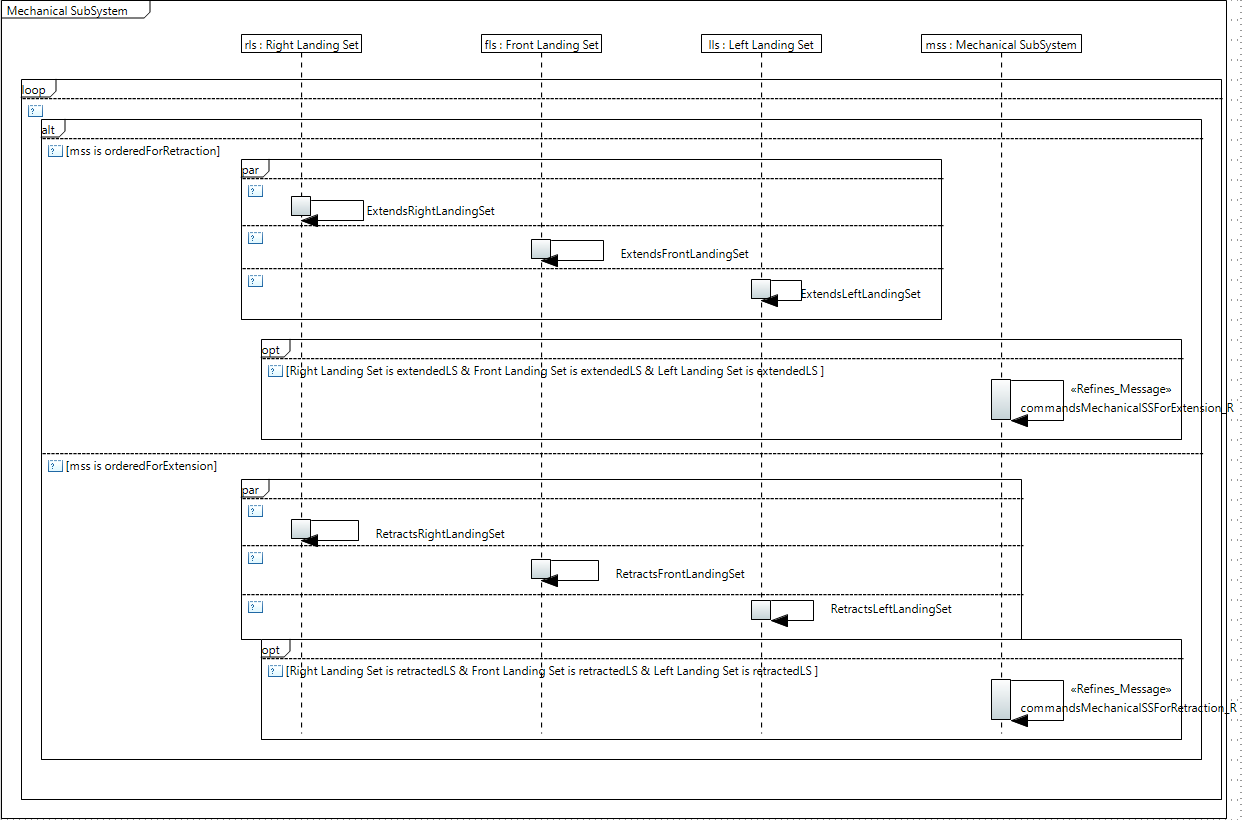 Mechanical SubSystem
rls : Right Landing Set
fls : Front Landing Set
lls : Left Landing Set
mss : Mechanical SubSystem
loop
?
alt
? [mss is orderedForRetraction]
par
?
ExtendsRightLandingSet
?
ExtendsFrontLandingSet
?
ExtendsLeftLandingSet
opt
? [Right Landing Set is extendedLS & Front Landing Set is extendedLS & Left Landing Set is extendedLS ]
«Refines_Message»
commandsMechanicalSSForExtension_R
? [mss is orderedForExtension]
par
?
RetractsRightLandingSet
?
RetractsFrontLandingSet
?
RetractsLeftLandingSet
opt
? [Right Landing Set is retractedLS & Front Landing Set is retractedLS & Left Landing Set is retractedLS ]
«Refines_Message»
commandsMechanicalSSForRetraction_R